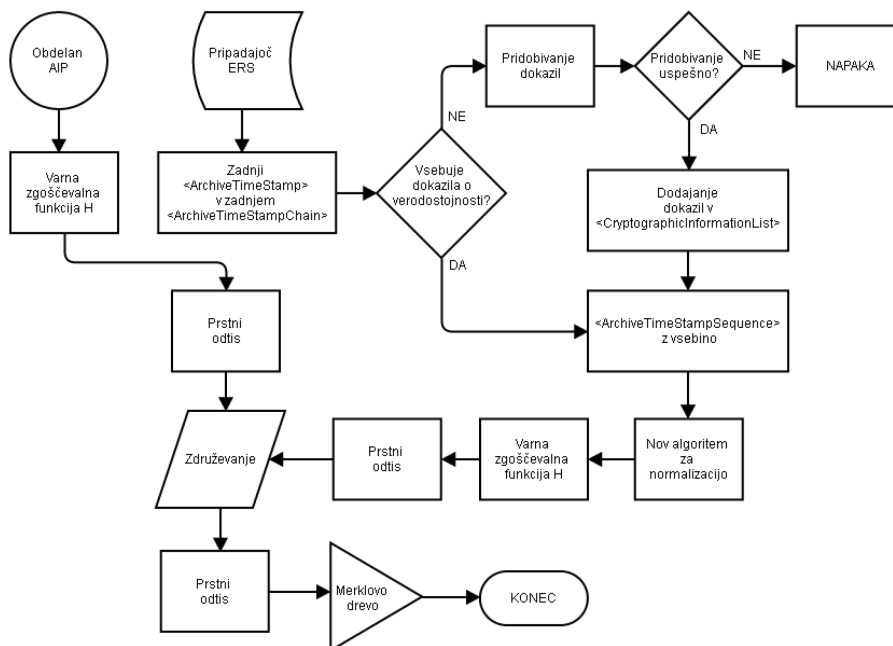 Obdelan
AIP
Pripadajoč
ERS
Pridobivanje
dokazil
Pridobivanje
uspešno?
NE
NAPAKA
NE
DA
Varna
zgoščevalna
funkcija H
Zadnji
<ArchiveTimeStamp>
v zadnjem
<ArchiveTimeStampChain>
Vsebuje
dokazila o
verodostojnosti?
Dodajanje
dokazil v
<CryptographicInformationList>
DA
Prstni
odtis
<ArchiveTimeStampSequence>
z vsebino
Združevanje
Prstni
odtis
Varna
zgoščevalna
funkcija H
Nov algoritem
za
normalizacijo
Prstni
odtis
Merklovo
drevo
KONEC